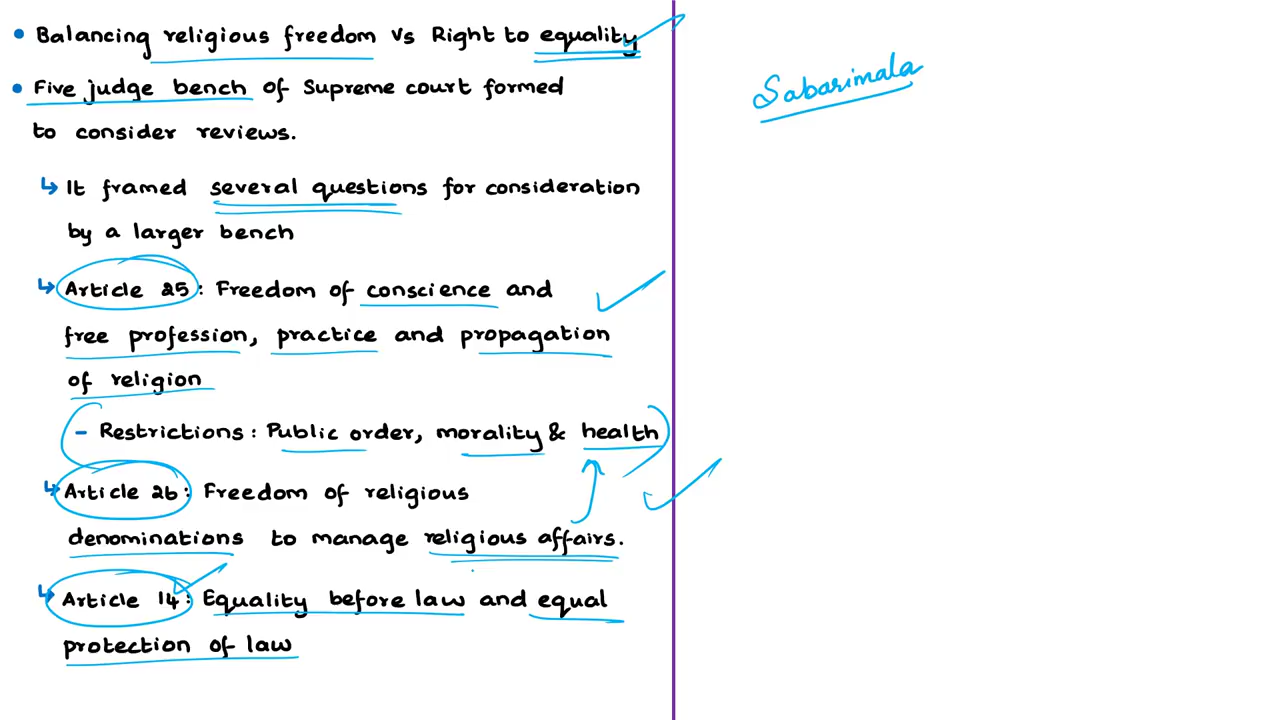 • Balancing religious freedom Vs Right to equality
• Five judge bench of Supreme court formed
to consider reviews.
↳ It framed several questions for consideration
by a larger bench
↳ Article 25: Freedom of conscience and
free profession, practice and propagation
of religion
- Restrictions: Public order, morality & health
↳ Article 26: Freedom of religious
denominations to manage religious affairs.
↳ Article 14: Equality before law and equal
protection of law
Sabarimala